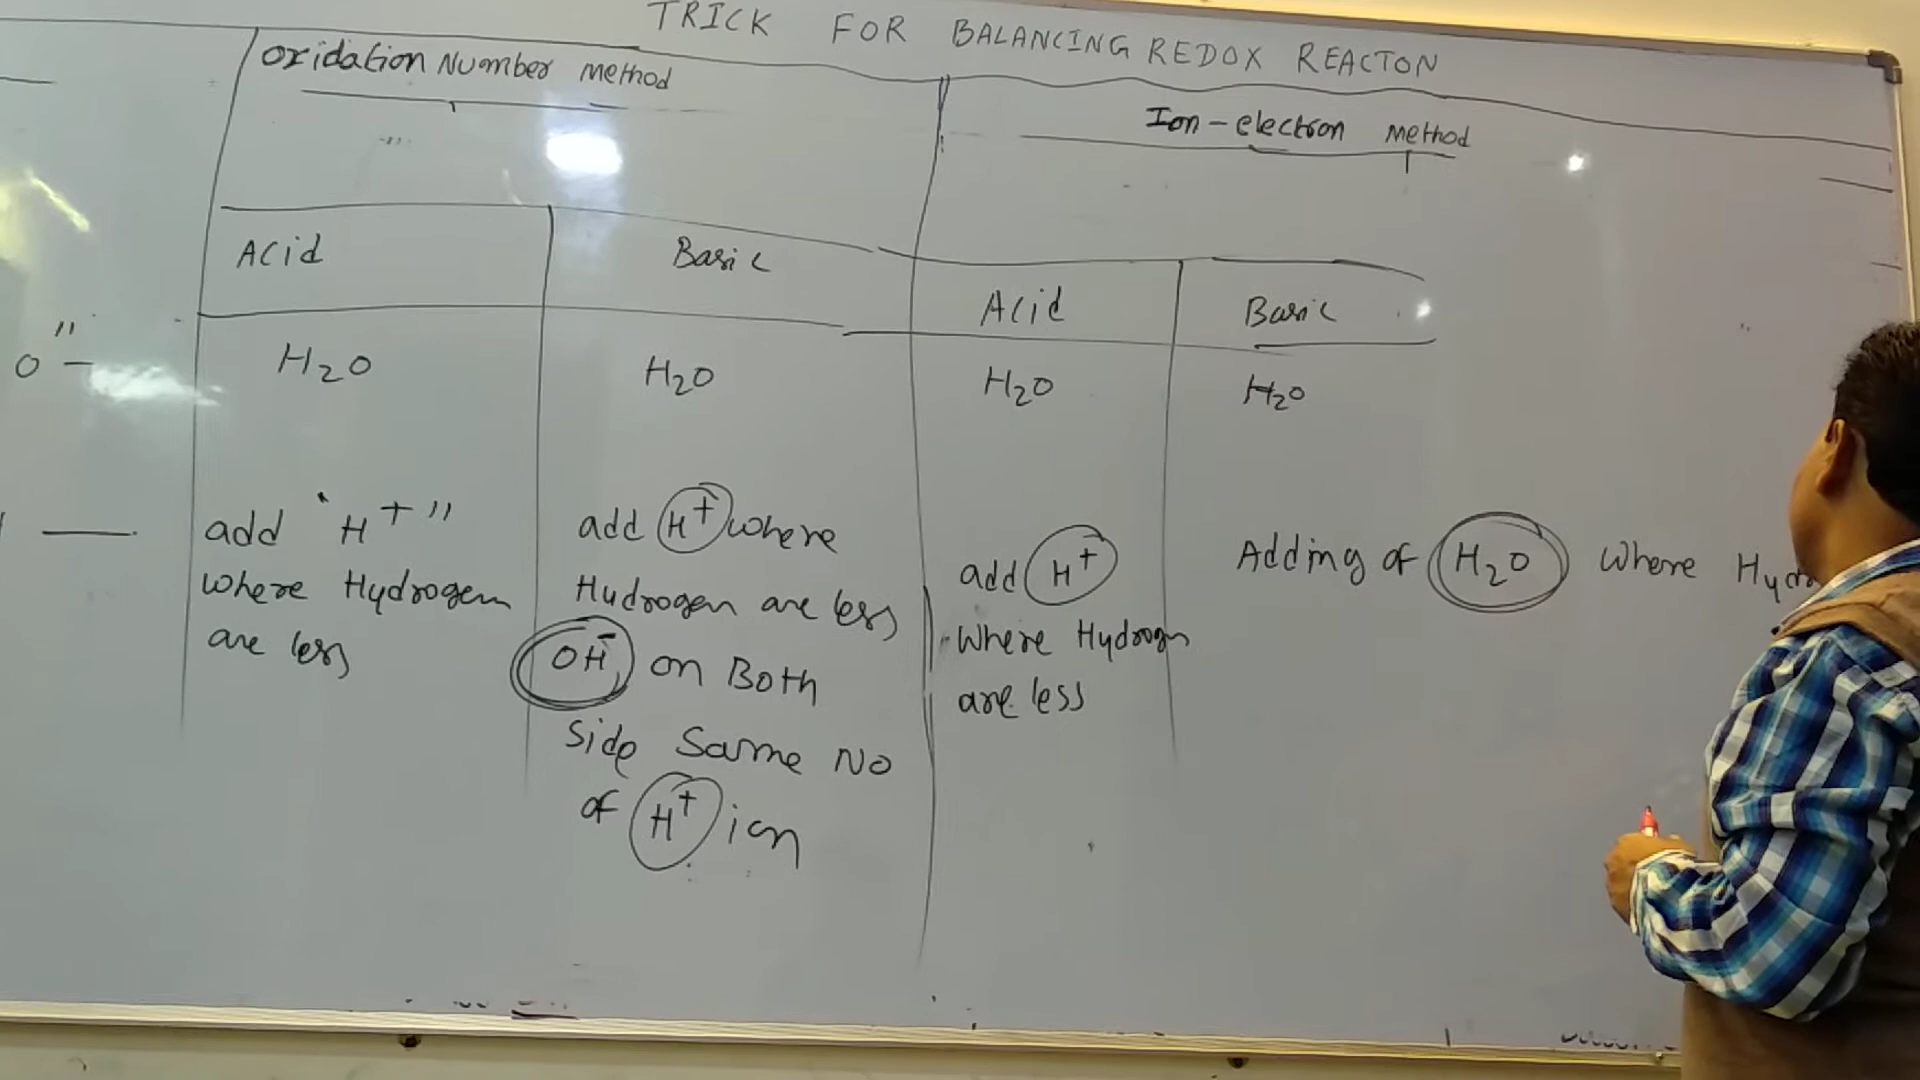 TRICK FOR BALANCING REDOX REACTON
Oxidation Number method
Ion-electron Method
Acid
Basic
Acid
Basic
O" —
H2O
H2O
H2O
H2O
add "H+"
where Hydrogen
are less
add H+ where
Hydrogen are less
OH- on Both
Side Same No
of H+ ion
add H+
Where Hydrogn
are less
Adding of H2O Where